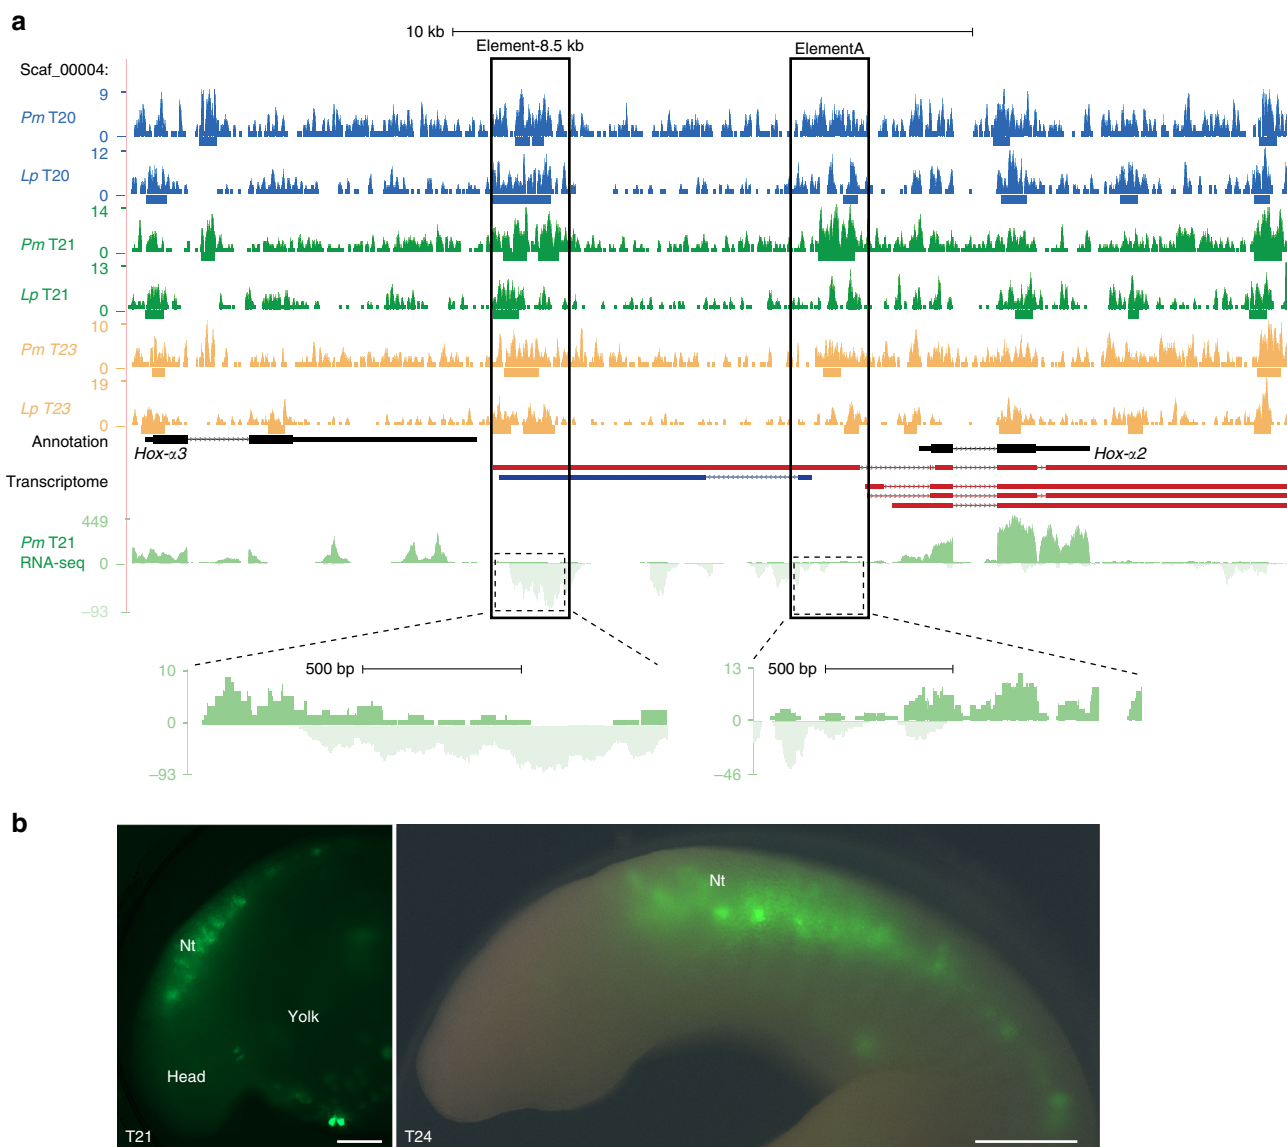 a
10 kb
Element-8.5 kb
ElementA
Scaf_00004:
9
Pm T20
0
12
Lp T20
0
14
Pm T21
0
13
Lp T21
0
10
Pm T23
0
19
Lp T23
0
Annotation
Hox-α3
Hox-α2
Transcriptome
449
Pm T21
RNA-seq
0
−93
10
500 bp
0
−93
13
500 bp
0
−46
b
Nt
Yolk
Head
T21
Nt
T24